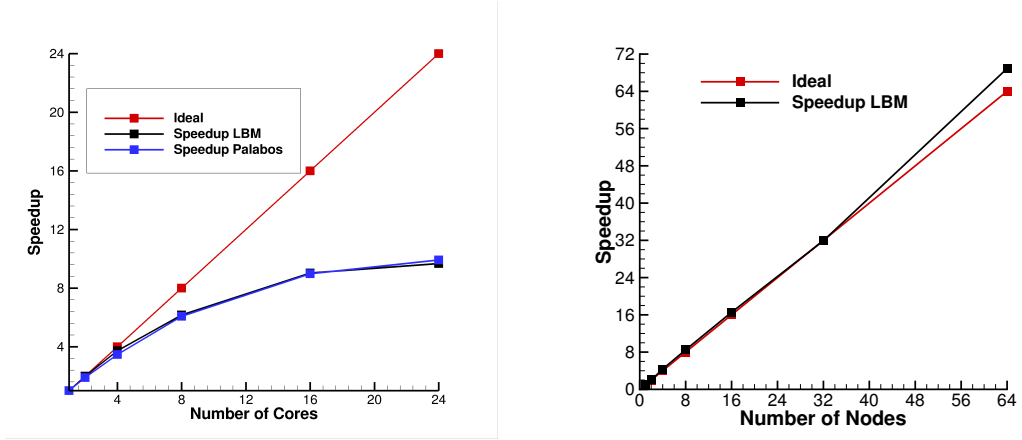 24
20
16
12
8
4
Speedup
Ideal
Speedup LBM
Speedup Palabos
4 8 12 16 20 24
Number of Cores
72
64
56
48
40
32
24
16
8
0
Speedup
Ideal
Speedup LBM
0 8 16 24 32 40 48 56 64
Number of Nodes